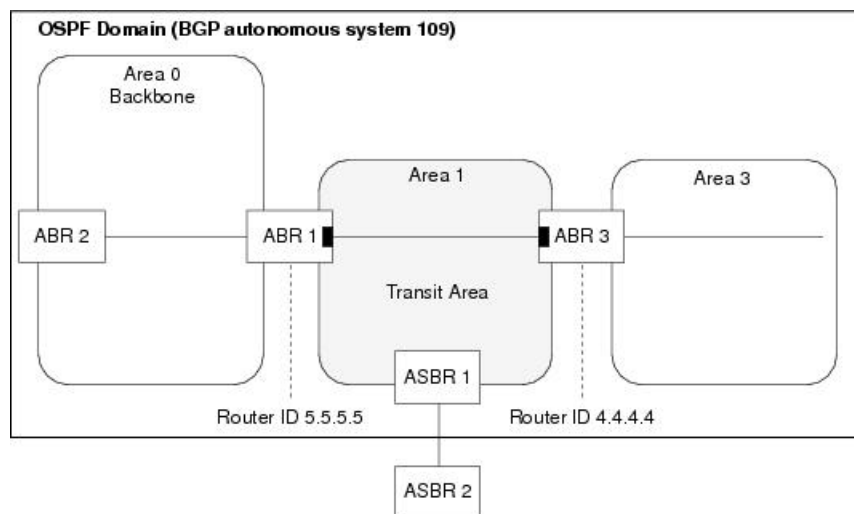 OSPF Domain (BGP autonomous system 109)
Area 0
Backbone
Area 1
Area 3
ABR 2
ABR 1
ABR 3
Transit Area
ASBR 1
Router ID 5.5.5.5
Router ID 4.4.4.4
ASBR 2